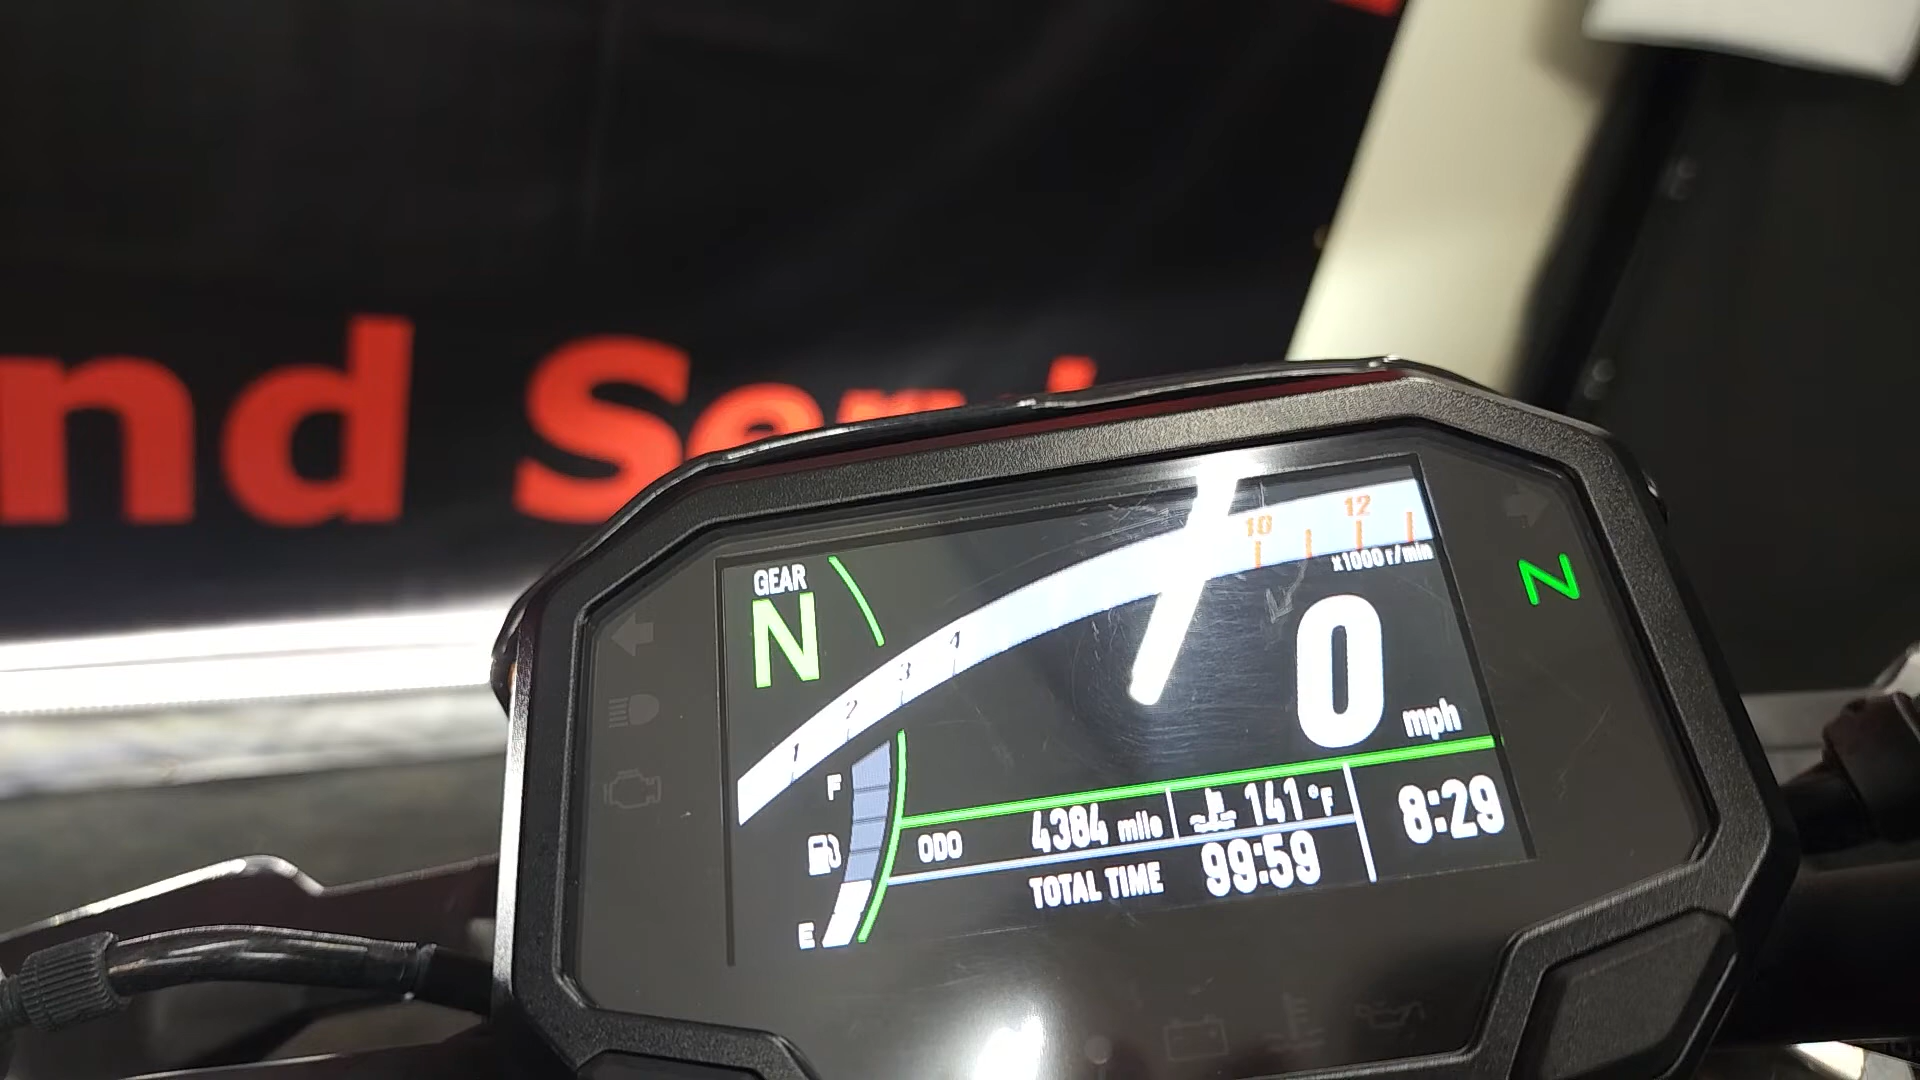 nd Serv
GEAR
N
1 2 3 4 10 12
x1000 r/min
N
0 mph
F
E
ODO 4384 mile 141 °F
8:29
TOTAL TIME 99:59